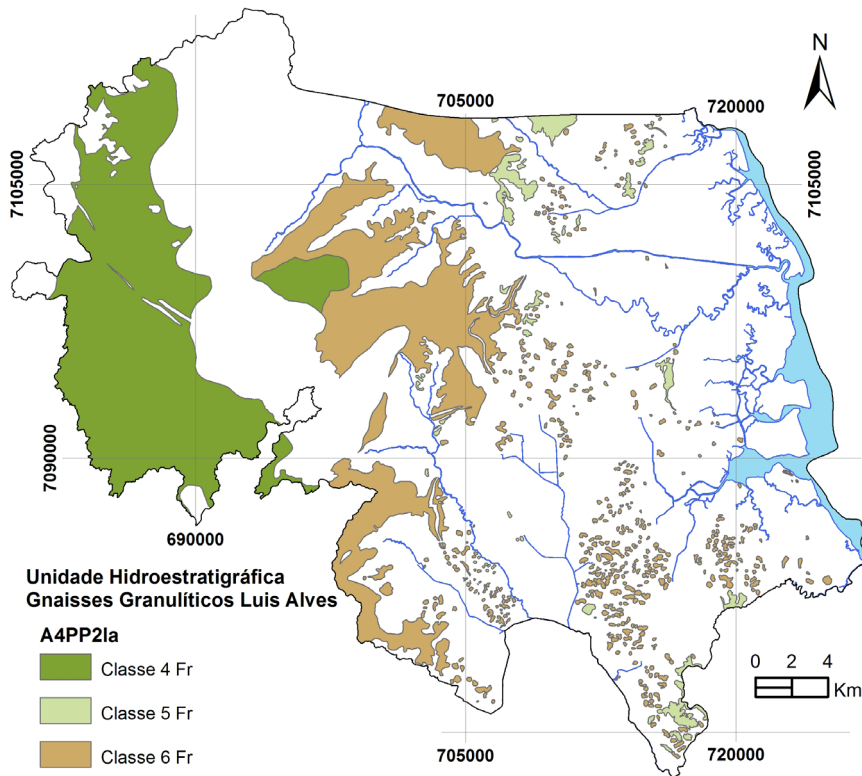 N
705000
720000
7105000
7105000
7090000
690000
Unidade Hidroestratigráfica
Gnaisses Granulíticos Luis Alves
A4PP2la
Classe 4 Fr
Classe 5 Fr
Classe 6 Fr
0 2 4
Km
705000
720000